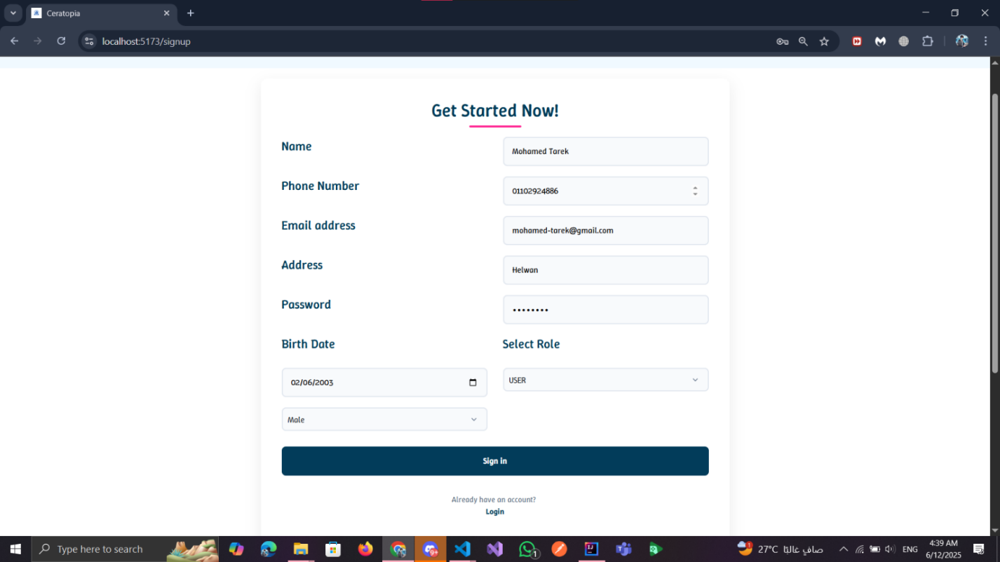 Ceratopia
localhost:5173/signup
Get Started Now!
Name
Mohamed Tarek
Phone Number
01102924886
Email address
mohamed-tarek@gmail.com
Address
Helwan
Password
••••••••
Birth Date
Select Role
02/06/2003
USER
Male
Sign in
Already have an account?
Login
Type here to search
9+
1
1
27°C صافٍ غالبًا
ENG
4:39 AM
6/12/2025